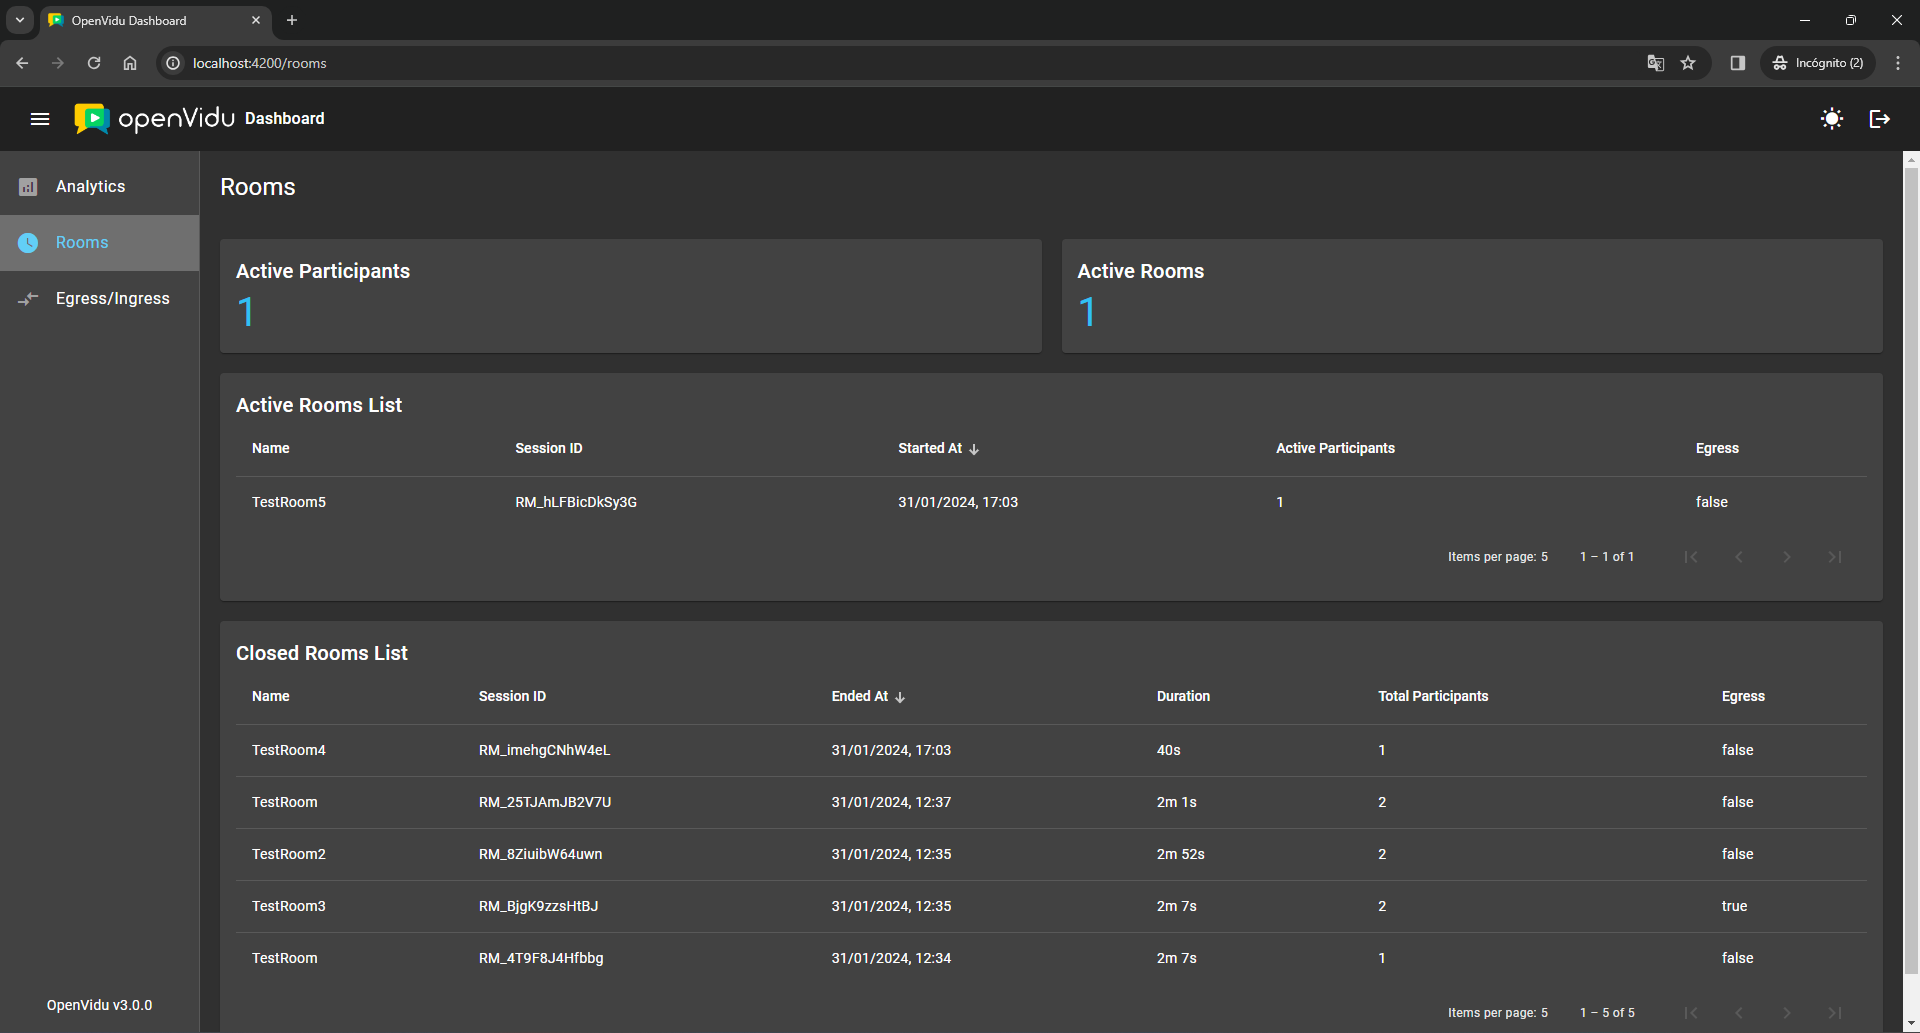 OpenVidu Dashboard
localhost:4200/rooms
Incógnito (2)
openVidu Dashboard
Analytics
Rooms
Egress/Ingress
OpenVidu v3.0.0
Rooms
Active Participants
1
Active Rooms
1
Active Rooms List
Name Session ID Started At Active Participants Egress
TestRoom5 RM_hLFBicDkSy3G 31/01/2024, 17:03 1 false
Items per page: 5 1 – 1 of 1
Closed Rooms List
Name Session ID Ended At Duration Total Participants Egress
TestRoom4 RM_imehgCNhW4eL 31/01/2024, 17:03 40s 1 false
TestRoom RM_25TJAmJB2V7U 31/01/2024, 12:37 2m 1s 2 false
TestRoom2 RM_8ZiuibW64uwn 31/01/2024, 12:35 2m 52s 2 false
TestRoom3 RM_BjgK9zzsHtBJ 31/01/2024, 12:35 2m 7s 2 true
TestRoom RM_4T9F8J4Hfbbg 31/01/2024, 12:34 2m 7s 1 false
Items per page: 5 1 – 5 of 5